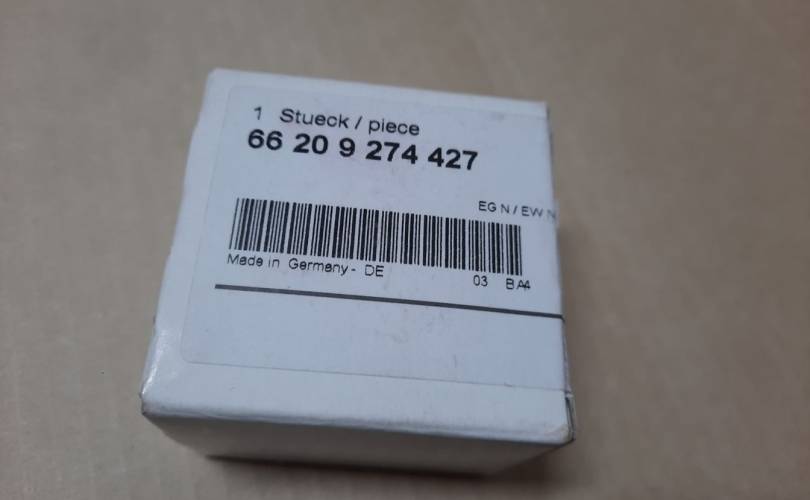 1 Stueck / piece
66 20 9 274 427
EG N / EW N
Made in Germany - DE
03 BA4